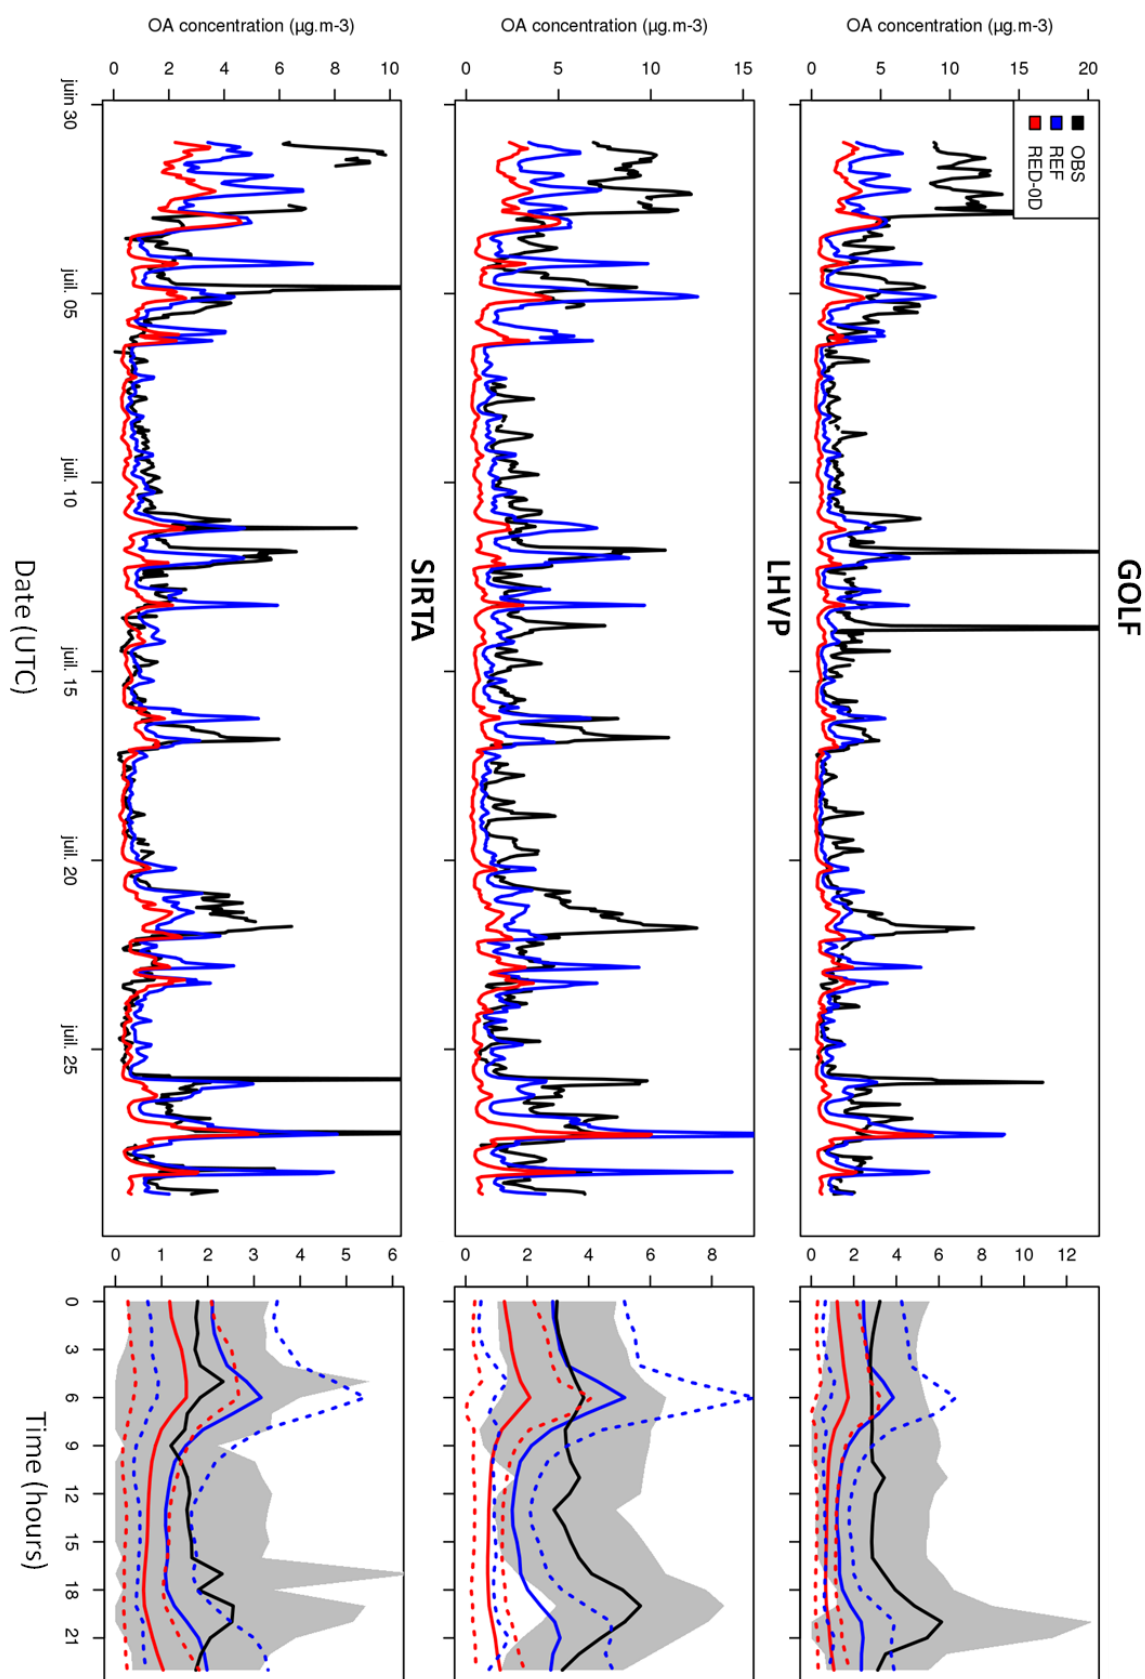 GOLF
OA concentration (µg.m-3)
0 5 10 15 20
OBS
REF
RED-0D
0 2 4 6 8 10 12
LHVP
OA concentration (µg.m-3)
0 5 10 15
0 2 4 6 8
SIRTA
OA concentration (µg.m-3)
0 2 4 6 8 10
0 1 2 3 4 5 6
juin 30 juil. 05 juil. 10 juil. 15 juil. 20 juil. 25
0 3 6 9 12 15 18 21
Date (UTC)
Time (hours)